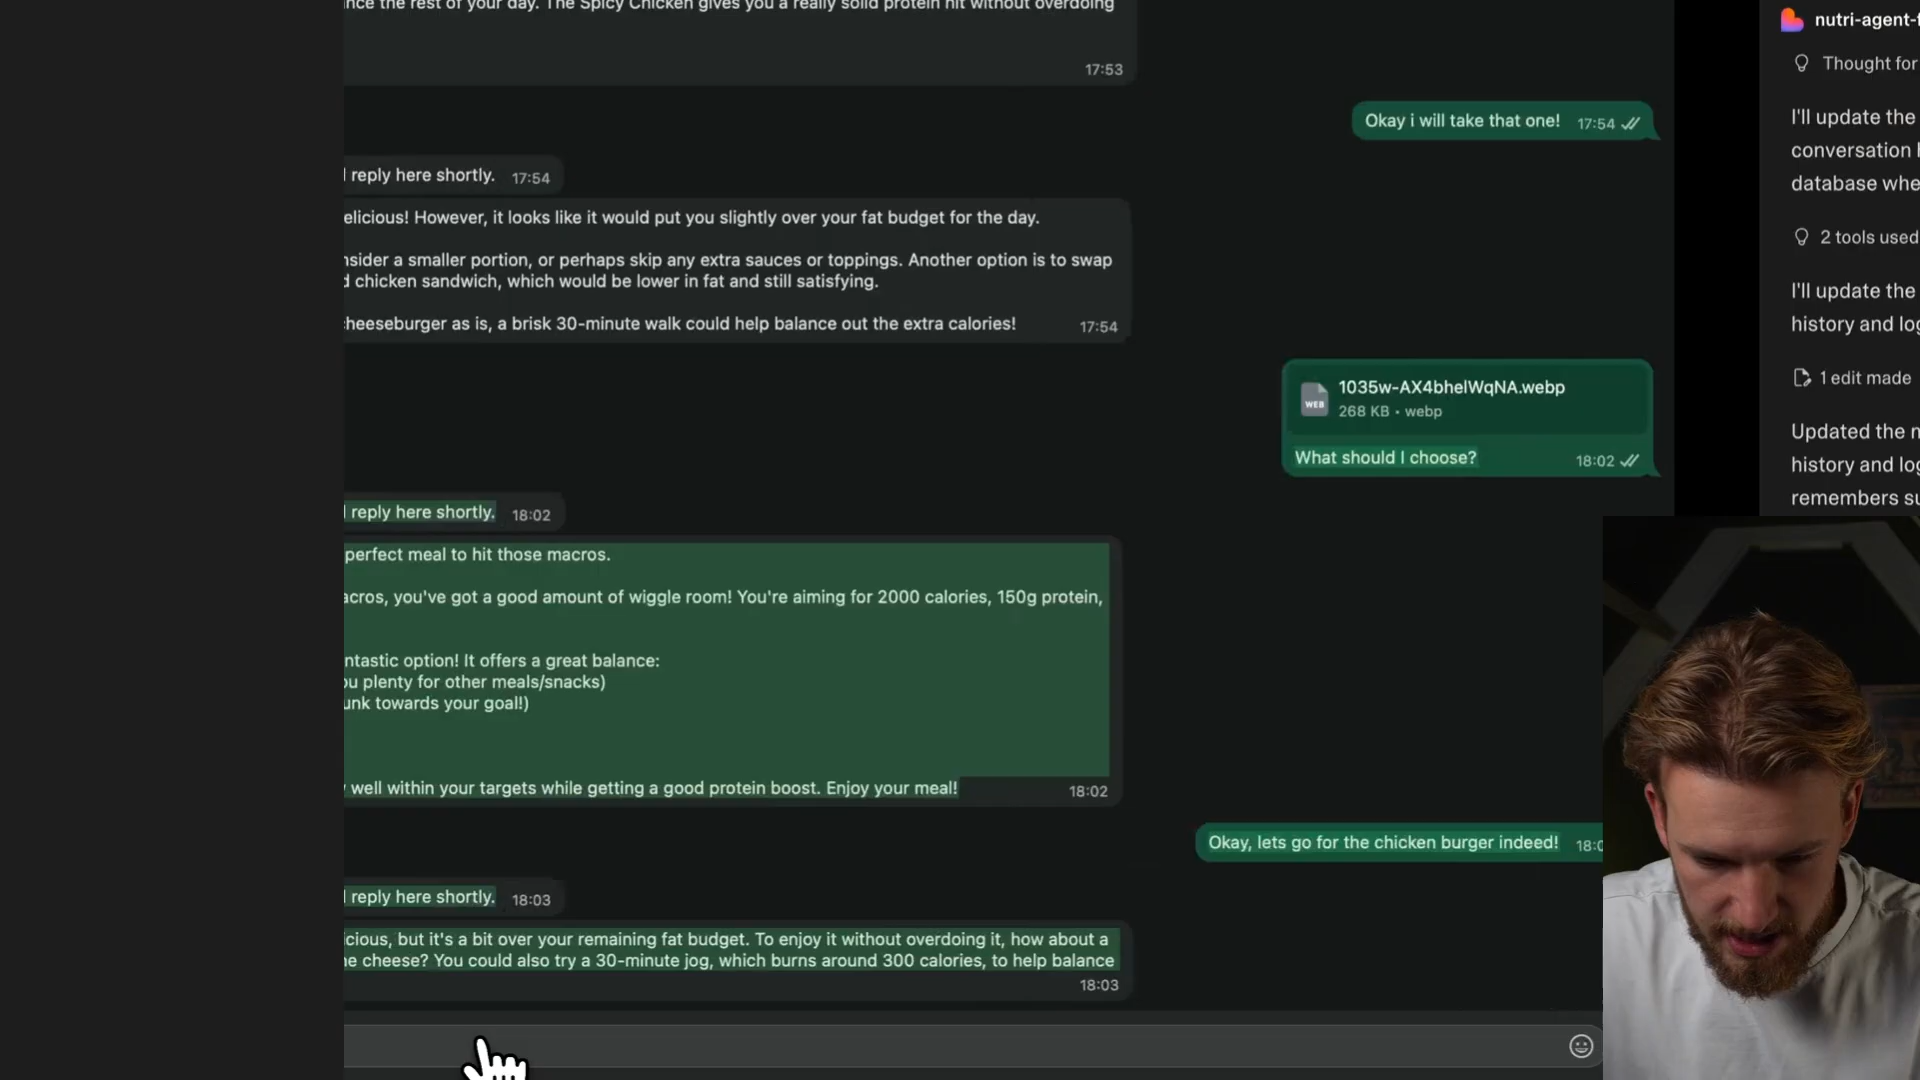 the rest of your day. The Spicy Chicken gives you a really solid protein hit without overdoing
17:53
Okay i will take that one! 17:54
reply here shortly. 17:54
elicious! However, it looks like it would put you slightly over your fat budget for the day.
nsider a smaller portion, or perhaps skip any extra sauces or toppings. Another option is to swap
d chicken sandwich, which would be lower in fat and still satisfying.
cheeseburger as is, a brisk 30-minute walk could help balance out the extra calories! 17:54
WEB
1035w-AX4bhelWqNA.webp
268 KB • webp
What should I choose? 18:02
reply here shortly. 18:02
perfect meal to hit those macros.
acros, you've got a good amount of wiggle room! You're aiming for 2000 calories, 150g protein,
ntastic option! It offers a great balance:
ou plenty for other meals/snacks)
unk towards your goal!)
well within your targets while getting a good protein boost. Enjoy your meal! 18:02
Okay, lets go for the chicken burger indeed! 18:0
reply here shortly. 18:03
icious, but it's a bit over your remaining fat budget. To enjoy it without overdoing it, how about a
he cheese? You could also try a 30-minute jog, which burns around 300 calories, to help balance
18:03
nutri-agent-f
Thought for
I'll update the
conversation h
database whe
2 tools used
I'll update the
history and log
1 edit made
Updated the n
history and log
remembers su